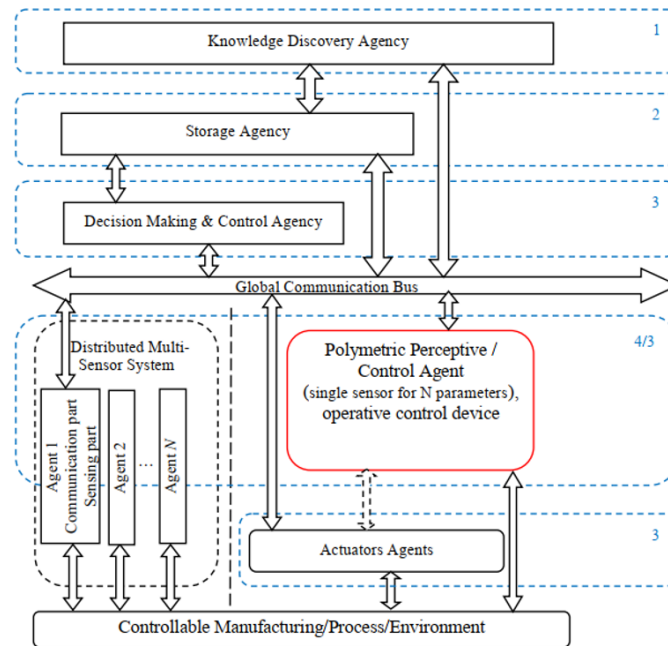 1
Knowledge Discovery Agency
2
Storage Agency
3
Decision Making & Control Agency
Global Communication Bus
4/3
Distributed Multi-
Sensor System
Polymetric Perceptive /
Control Agent
(single sensor for N parameters),
operative control device
Agent 1
Communication part
Sensing part
Agent 2
...
Agent N
3
Actuators Agents
Controllable Manufacturing/Process/Environment